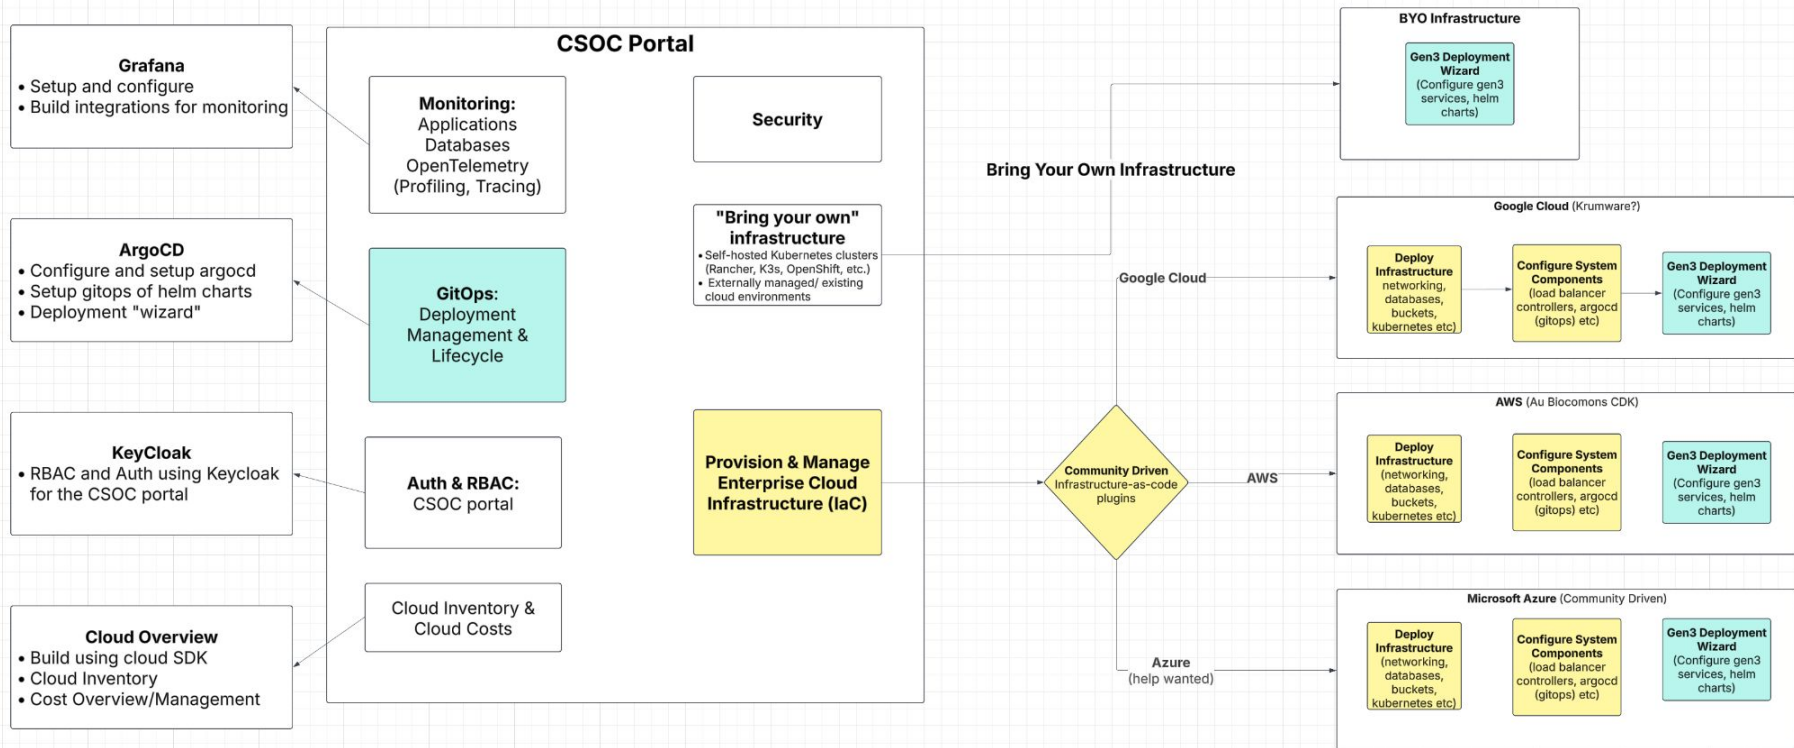 Grafana
• Setup and configure
• Build integrations for monitoring
ArgoCD
• Configure and setup argocd
• Setup gitops of helm charts
• Deployment "wizard"
KeyCloak
• RBAC and Auth using Keycloak
for the CSOC portal
Cloud Overview
• Build using cloud SDK
• Cloud Inventory
• Cost Overview/Management
CSOC Portal
Monitoring:
Applications
Databases
OpenTelemetry
(Profiling, Tracing)
GitOps:
Deployment
Management &
Lifecycle
Auth & RBAC:
CSOC portal
Cloud Inventory &
Cloud Costs
Security
"Bring your own"
infrastructure
• Self-hosted Kubernetes clusters
(Rancher, K3s, OpenShift, etc.)
• Externally managed/ existing
cloud environments
Provision & Manage
Enterprise Cloud
Infrastructure (IaC)
Bring Your Own Infrastructure
Google Cloud
Community Driven
Infrastructure-as-code
plugins
AWS
Azure
(help wanted)
BYO Infrastructure
Gen3 Deployment
Wizard
(Configure gen3
services, helm
charts)
Google Cloud (Krumware?)
Deploy
Infrastructure
networking,
databases,
buckets,
kubernetes etc)
Configure System
Components
(load balancer
controllers, argocd
(gitops) etc)
Gen3 Deployment
Wizard
(Configure gen3
services, helm
charts)
AWS (Au Biocomons CDK)
Deploy
Infrastructure
(networking,
databases,
buckets,
kubernetes etc)
Configure System
Components
(load balancer
controllers, argocd
(gitops) etc)
Gen3 Deployment
Wizard
(Configure gen3
services, helm
charts)
Microsoft Azure (Community Driven)
Deploy
Infrastructure
(networking,
databases,
buckets,
kubernetes etc)
Configure System
Components
(load balancer
controllers, argocd
(gitops) etc)
Gen3 Deployment
Wizard
(Configure gen3
services, helm
charts)